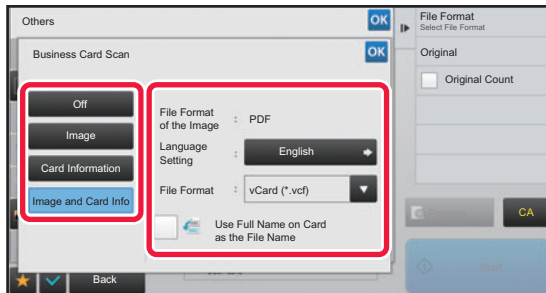 Others
OK
File Format
Select File Format
Business Card Scan
OK
Original
Original Count
Off
Image
Card Information
Image and Card Info
File Format
of the Image
:
PDF
Language
Setting
:
English
File Format
:
vCard (*.vcf)
Use Full Name on Card
as the File Name
CA
Start
Back